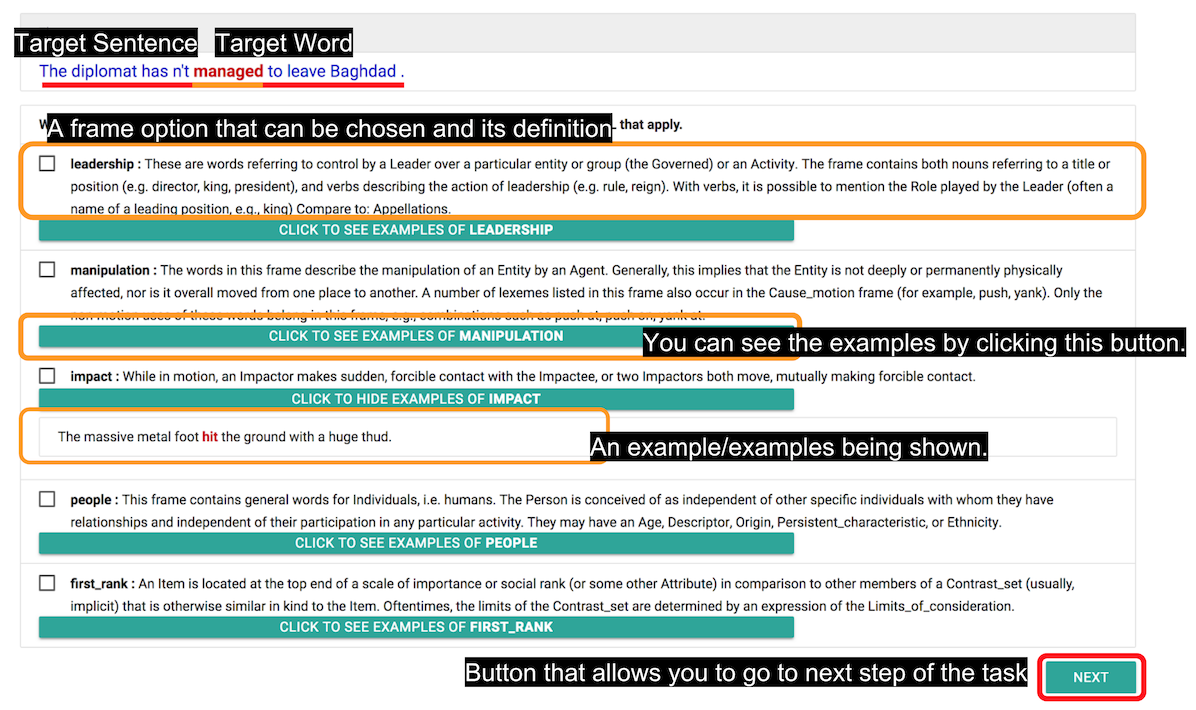 Target Sentence Target Word
The diplomat has n't managed to leave Baghdad .
A frame option that can be chosen and its definition that apply.
leadership : These are words referring to control by a Leader over a particular entity or group (the Governed) or an Activity. The frame contains both nouns referring to a title or
position (e.g. director, king, president), and verbs describing the action of leadership (e.g. rule, reign). With verbs, it is possible to mention the Role played by the Leader (often a
name of a leading position, e.g., king) Compare to: Appellations.
CLICK TO SEE EXAMPLES OF LEADERSHIP
manipulation : The words in this frame describe the manipulation of an Entity by an Agent. Generally, this implies that the Entity is not deeply or permanently physically
affected, nor is it overall moved from one place to another. A number of lexemes listed in this frame also occur in the Cause_motion frame (for example, push, yank). Only the
non-motion uses of these words belong in this frame, e.g., combinations such as push at, push on, yank at.
CLICK TO SEE EXAMPLES OF MANIPULATION
You can see the examples by clicking this button.
impact : While in motion, an Impactor makes sudden, forcible contact with the Impactee, or two Impactors both move, mutually making forcible contact.
CLICK TO HIDE EXAMPLES OF IMPACT
The massive metal foot hit the ground with a huge thud.
An example/examples being shown.
people : This frame contains general words for Individuals, i.e. humans. The Person is conceived of as independent of other specific individuals with whom they have
relationships and independent of their participation in any particular activity. They may have an Age, Descriptor, Origin, Persistent_characteristic, or Ethnicity.
CLICK TO SEE EXAMPLES OF PEOPLE
first_rank : An Item is located at the top end of a scale of importance or social rank (or some other Attribute) in comparison to other members of a Contrast_set (usually,
implicit) that is otherwise similar in kind to the Item. Oftentimes, the limits of the Contrast_set are determined by an expression of the Limits_of_consideration.
CLICK TO SEE EXAMPLES OF FIRST_RANK
Button that allows you to go to next step of the task
NEXT